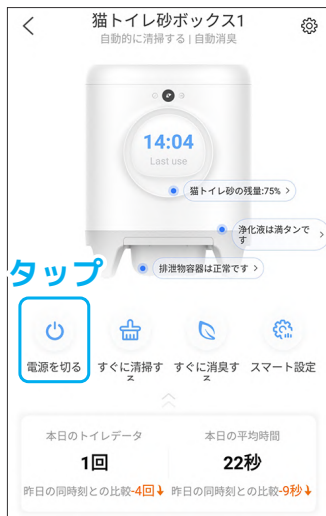 猫トイレ砂ボックス1
自動的に清掃する | 自動消臭
14:04
Last use
猫トイレ砂の残量:75%
浄化液は満タンで
す
排泄物容器は正常です
タップ
電源を切る
すぐに清掃す
る
すぐに消臭す
る
スマート設定
本日のトイレデータ
1回
昨日の同時刻との比較-4回
本日の平均時間
22秒
昨日の同時刻との比較-9秒